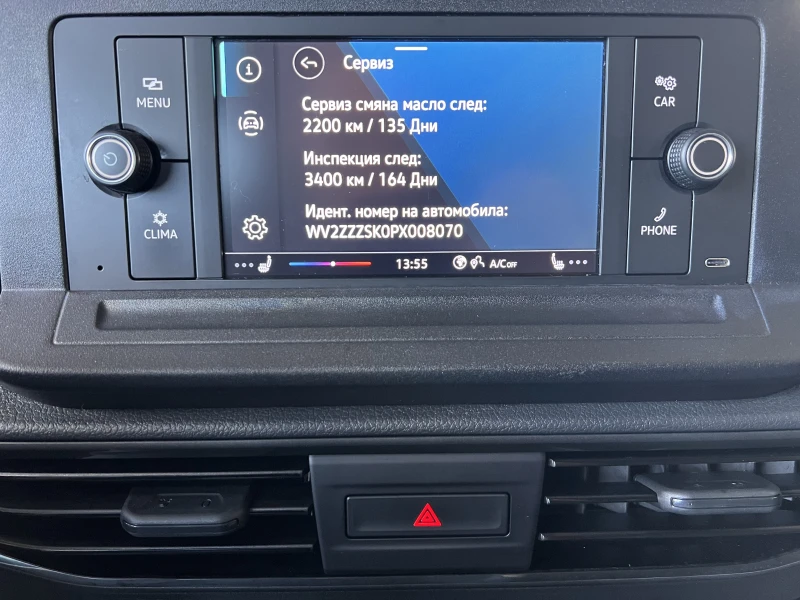 MENU
CLIMA
i
Сервиз
Сервиз смяна масло след:
2200 км / 135 Дни
Инспекция след:
3400 км / 164 Дни
Идент. номер на автомобила:
WV2ZZZSK0PX008070
13:55
A/C OFF
CAR
PHONE